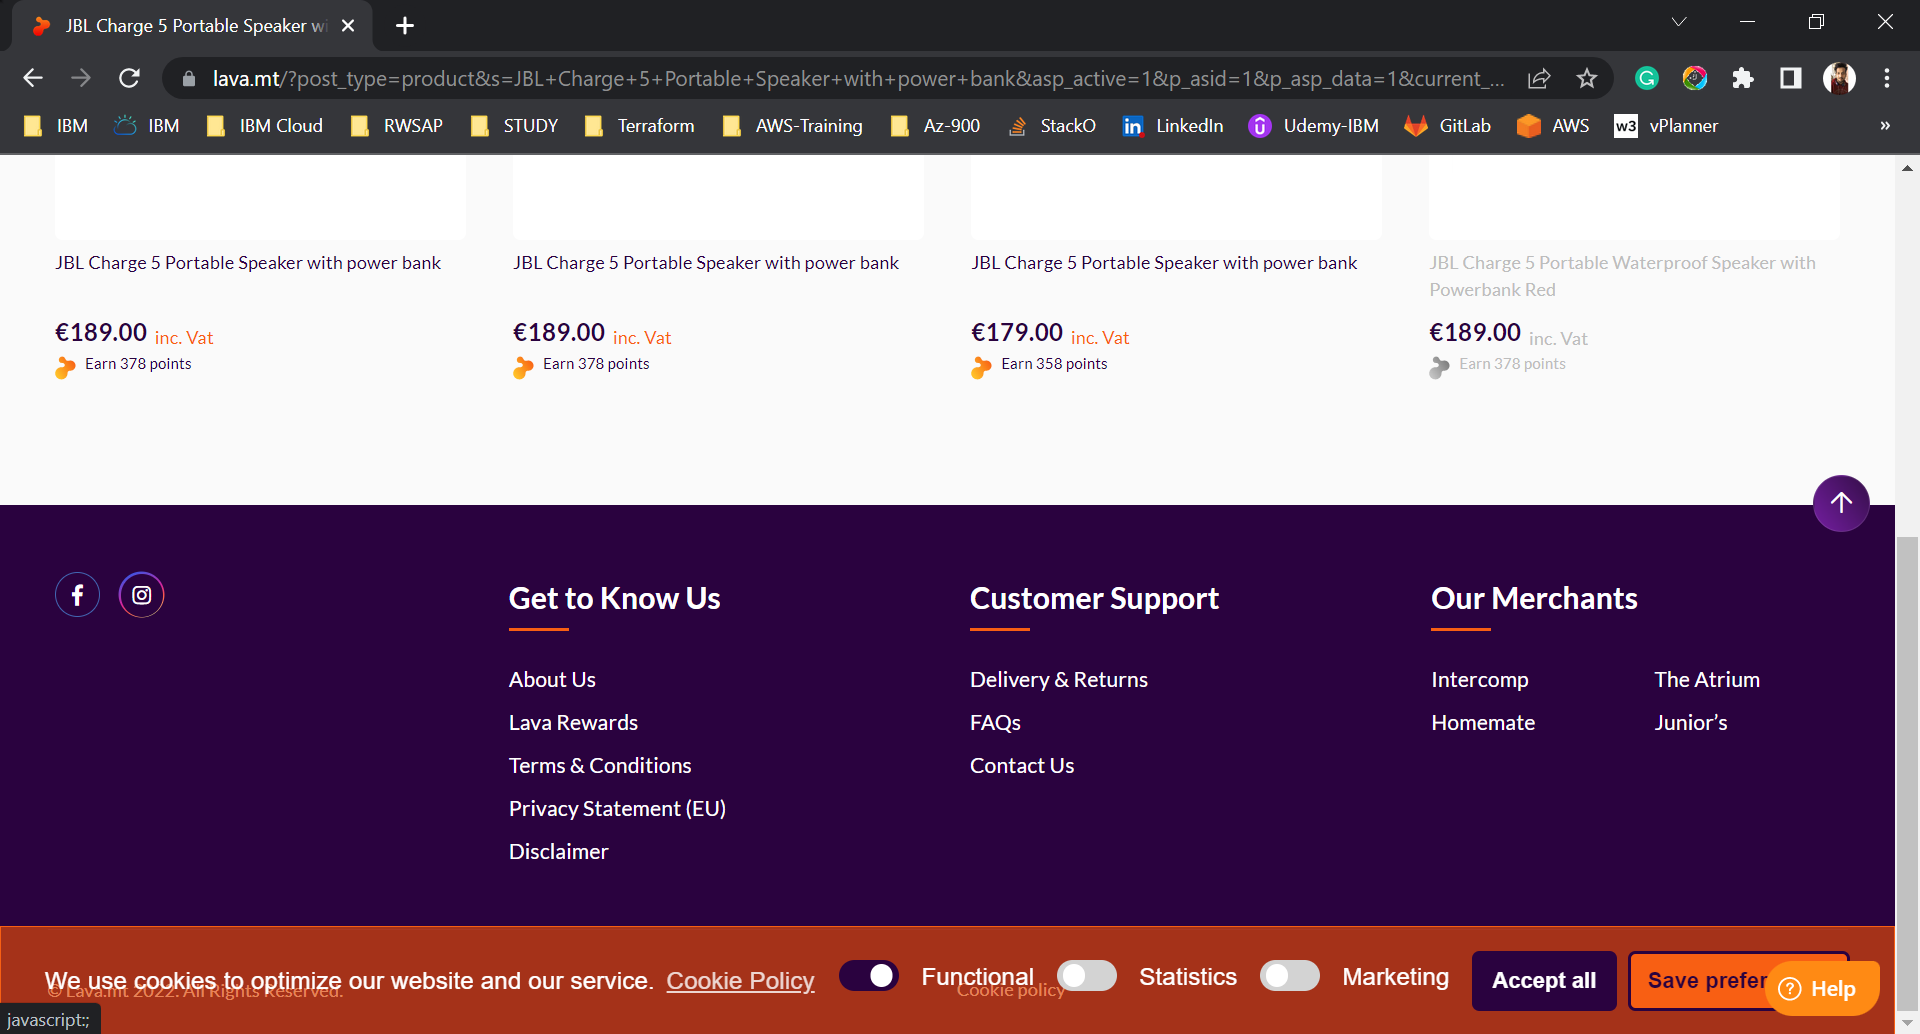 JBL Charge 5 Portable Speaker wi
lava.mt/?post_type=product&s=JBL+Charge+5+Portable+Speaker+with+power+bank&asp_active=1&p_asid=1&p_asp_data=1&current_...
IBM IBM IBM Cloud RWSAP STUDY Terraform AWS-Training Az-900 StackO LinkedIn Udemy-IBM GitLab AWS w3 vPlanner »
JBL Charge 5 Portable Speaker with power bank
€189.00 inc. Vat
Earn 378 points
JBL Charge 5 Portable Speaker with power bank
€189.00 inc. Vat
Earn 378 points
JBL Charge 5 Portable Speaker with power bank
€179.00 inc. Vat
Earn 358 points
JBL Charge 5 Portable Waterproof Speaker with
Powerbank Red
€189.00 inc. Vat
Earn 378 points
Get to Know Us
About Us
Lava Rewards
Terms & Conditions
Privacy Statement (EU)
Disclaimer
Customer Support
Delivery & Returns
FAQs
Contact Us
Our Merchants
Intercomp The Atrium
Homemate Junior's
We use cookies to optimize our website and our service. Cookie Policy Functional Statistics Marketing Accept all Save prefer
© Lava.mt 2022. All Rights Reserved. Cookie policy
? Help
javascript:;